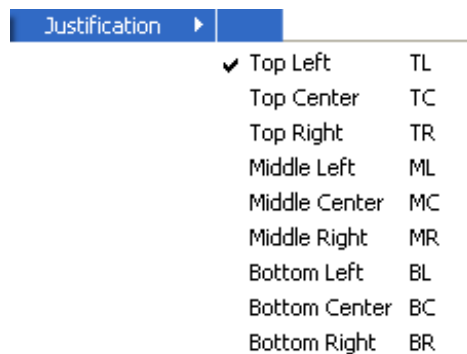 Justification
Top Left TL
Top Center TC
Top Right TR
Middle Left ML
Middle Center MC
Middle Right MR
Bottom Left BL
Bottom Center BC
Bottom Right BR